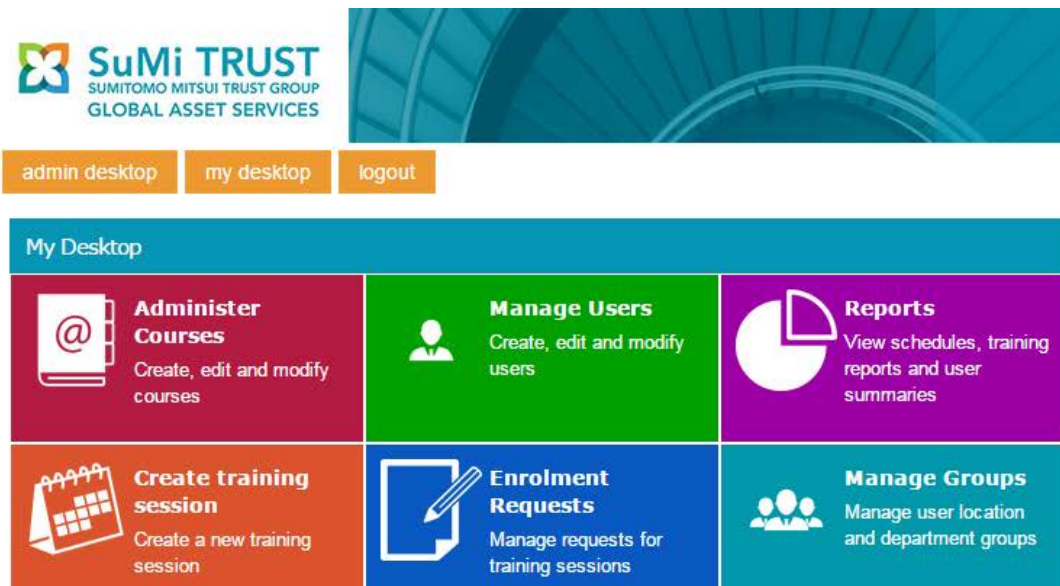 SuMi TRUST
SUMITOMO MITSUI TRUST GROUP
GLOBAL ASSET SERVICES
admin desktop
my desktop
logout
My Desktop
@
Administer
Courses
Create, edit and modify
courses
Manage Users
Create, edit and modify
users
Reports
View schedules, training
reports and user
summaries
Create training
session
Create a new training
session
Enrolment
Requests
Manage requests for
training sessions
Manage Groups
Manage user location
and department groups